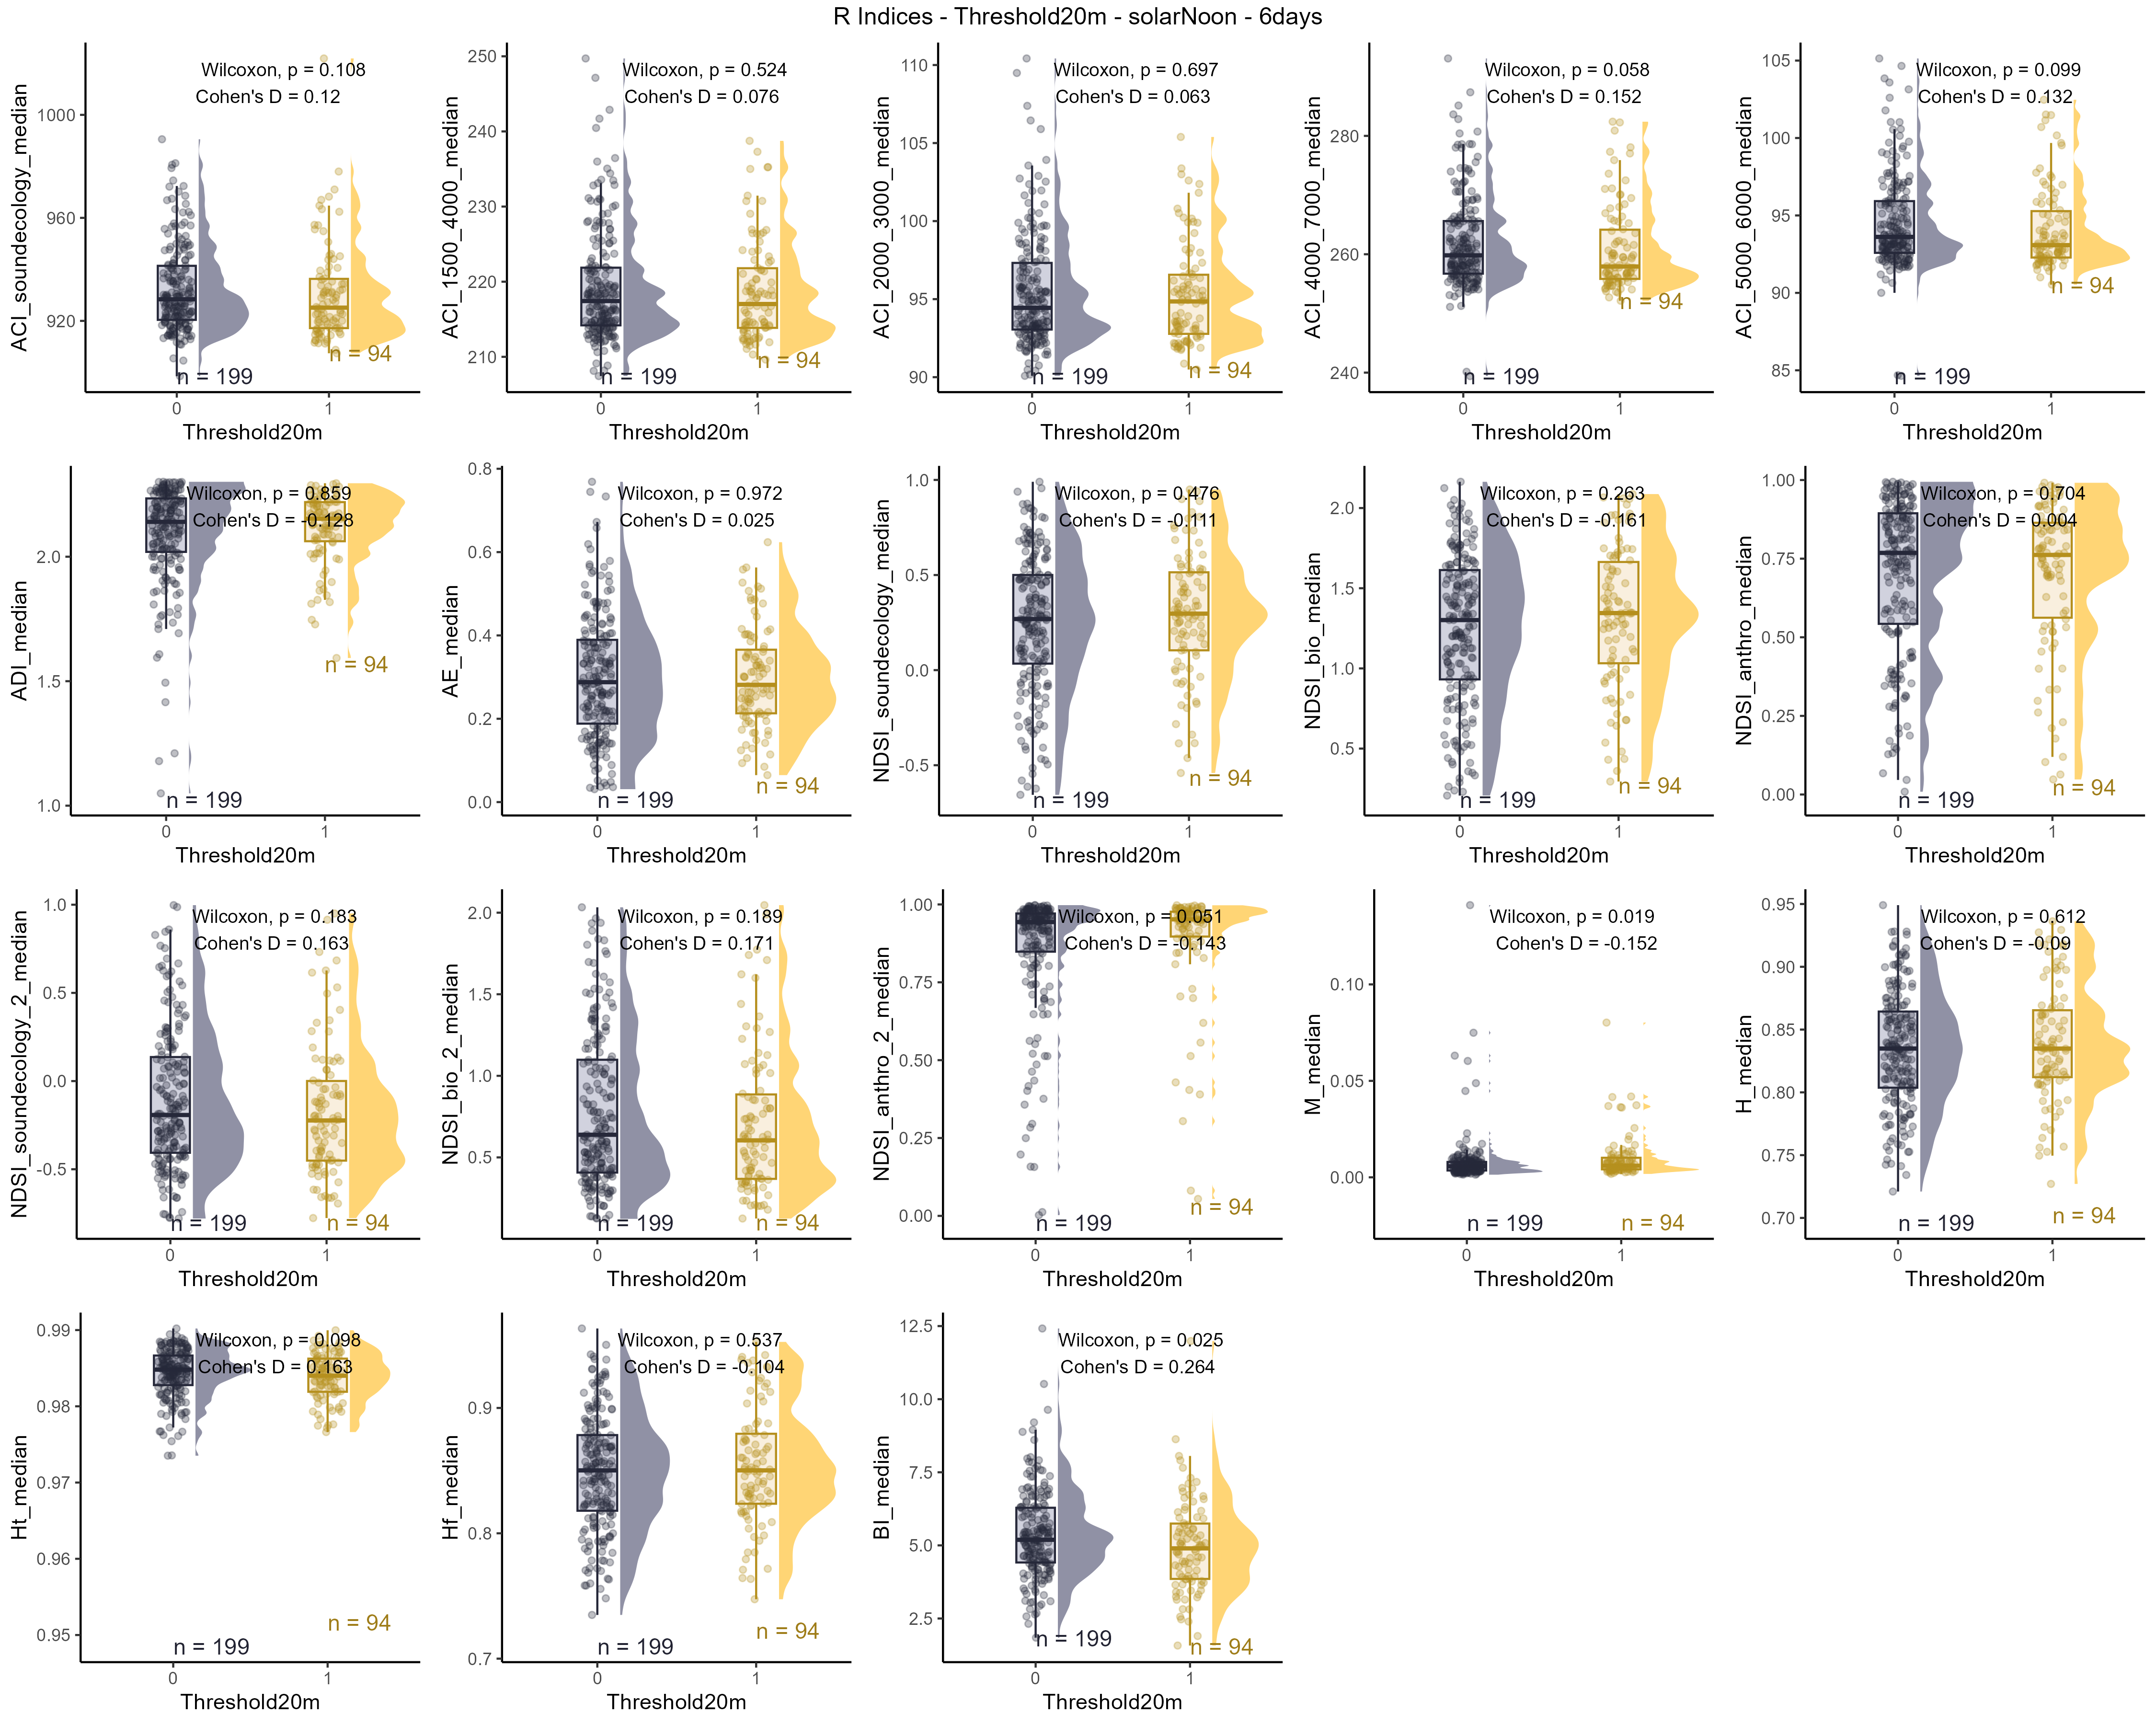 R Indices - Threshold20m - solarNoon - 6days
ACI_soundecology_median
1000
960
920
Wilcoxon, p = 0.108
Cohen's D = 0.12
n = 199
n = 94
0
1
Threshold20m
ACI_1500_4000_median
250
240
230
220
210
Wilcoxon, p = 0.524
Cohen's D = 0.076
n = 199
n = 94
0
1
Threshold20m
ACI_2000_3000_median
110
105
100
95
90
Wilcoxon, p = 0.697
Cohen's D = 0.063
n = 199
n = 94
0
1
Threshold20m
ACI_4000_7000_median
280
260
240
Wilcoxon, p = 0.058
Cohen's D = 0.152
n = 199
n = 94
0
1
Threshold20m
ACI_5000_6000_median
105
100
95
90
85
Wilcoxon, p = 0.099
Cohen's D = 0.132
n = 199
n = 94
0
1
Threshold20m
ADI_median
2.0
1.5
1.0
Wilcoxon, p = 0.859
Cohen's D = -0.128
n = 199
n = 94
0
1
Threshold20m
AE_median
0.8
0.6
0.4
0.2
0.0
Wilcoxon, p = 0.972
Cohen's D = 0.025
n = 199
n = 94
0
1
Threshold20m
NDSI_soundecology_median
1.0
0.5
0.0
-0.5
Wilcoxon, p = 0.476
Cohen's D = -0.111
n = 199
n = 94
0
1
Threshold20m
NDSI_bio_median
2.0
1.5
1.0
0.5
Wilcoxon, p = 0.263
Cohen's D = -0.161
n = 199
n = 94
0
1
Threshold20m
NDSI_anthro_median
1.00
0.75
0.50
0.25
0.00
Wilcoxon, p = 0.704
Cohen's D = 0.004
n = 199
n = 94
0
1
Threshold20m
NDSI_soundecology_2_median
1.0
0.5
0.0
-0.5
Wilcoxon, p = 0.183
Cohen's D = 0.163
n = 199
n = 94
0
1
Threshold20m
NDSI_bio_2_median
2.0
1.5
1.0
0.5
Wilcoxon, p = 0.189
Cohen's D = 0.171
n = 199
n = 94
0
1
Threshold20m
NDSI_anthro_2_median
1.00
0.75
0.50
0.25
0.00
Wilcoxon, p = 0.051
Cohen's D = -0.143
n = 199
n = 94
0
1
Threshold20m
M_median
0.10
0.05
0.00
Wilcoxon, p = 0.019
Cohen's D = -0.152
n = 199
n = 94
0
1
Threshold20m
H_median
0.95
0.90
0.85
0.80
0.75
0.70
Wilcoxon, p = 0.612
Cohen's D = -0.09
n = 199
n = 94
0
1
Threshold20m
Ht_median
0.99
0.98
0.97
0.96
0.95
Wilcoxon, p = 0.098
Cohen's D = 0.163
n = 199
n = 94
0
1
Threshold20m
Hf_median
0.9
0.8
0.7
Wilcoxon, p = 0.537
Cohen's D = -0.104
n = 199
n = 94
0
1
Threshold20m
BI_median
12.5
10.0
7.5
5.0
2.5
Wilcoxon, p = 0.025
Cohen's D = 0.264
n = 199
n = 94
0
1
Threshold20m